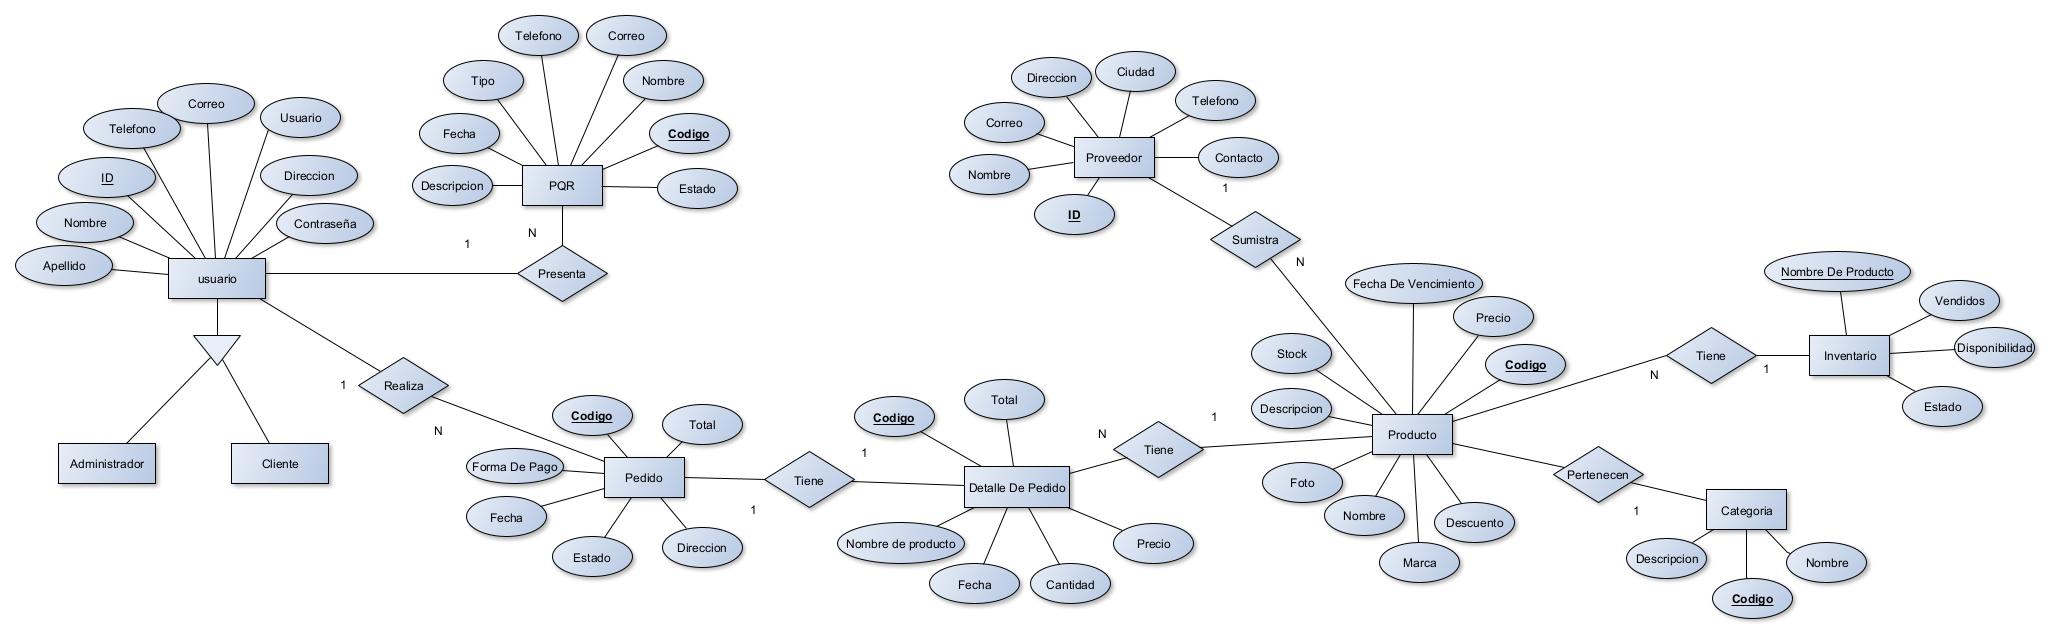 Telefono
Correo
Tipo
Nombre
Fecha
Codigo
Descripcion
PQR
Estado
Correo
Usuario
Telefono
ID
Direccion
Nombre
Contraseña
Apellido
usuario
1
N
Presenta
Administrador
Cliente
1
Realiza
N
Codigo
Total
Forma De Pago
Pedido
Fecha
Estado
Direccion
Tiene
1
1
Direccion
Ciudad
Telefono
Correo
Proveedor
Contacto
Nombre
1
ID
Sumistra
N
Total
Codigo
Detalle De Pedido
Nombre de producto
Precio
Fecha
Cantidad
N
Tiene
1
Fecha De Vencimiento
Precio
Stock
Codigo
Descripcion
Producto
Foto
Nombre
Descuento
Marca
Tiene
N
1
Nombre De Producto
Vendidos
Inventario
Disponibilidad
Estado
Pertenecen
1
Categoria
Descripcion
Nombre
Codigo